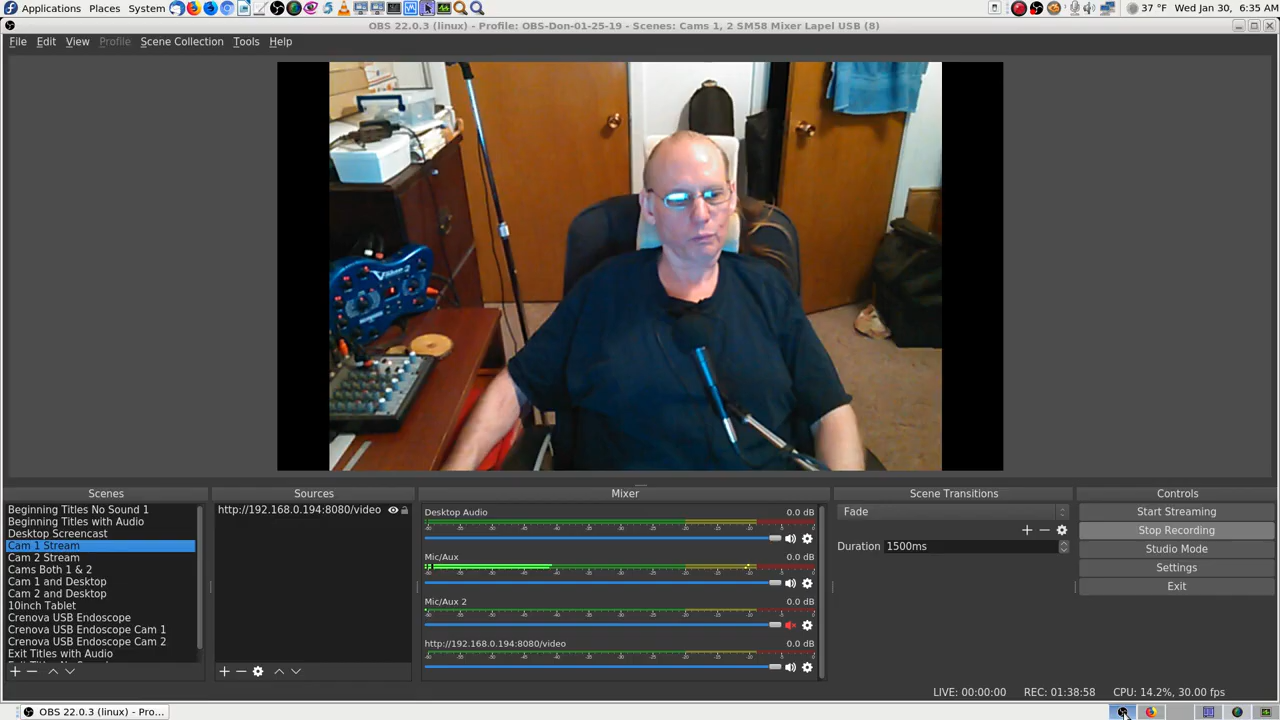 Applications Places System 37 °F Wed Jan 30, 6:35 AM
OBS 22.0.3 (linux) - Profile: OBS-Don-01-25-19 - Scenes: Cams 1, 2 SM58 Mixer Lapel USB (8)
File Edit View Profile Scene Collection Tools Help
Scenes
Beginning Titles No Sound 1
Beginning Titles with Audio
Desktop Screencast
Cam 1 Stream
Cam 2 Stream
Cams Both 1 & 2
Cam 1 and Desktop
Cam 2 and Desktop
10inch Tablet
Crenova USB Endoscope
Crenova USB Endoscope Cam 1
Crenova USB Endoscope Cam 2
Exit Titles with Audio
Sources
http://192.168.0.194:8080/video
Mixer
Desktop Audio 0.0 dB
Mic/Aux 0.0 dB
Mic/Aux 2 0.0 dB
http://192.168.0.194:8080/video 0.0 dB
Scene Transitions
Fade
Duration 1500ms
Controls
Start Streaming
Stop Recording
Studio Mode
Settings
Exit
LIVE: 00:00:00 REC: 01:38:58 CPU: 14.2%, 30.00 fps
OBS 22.0.3 (linux) - Pro...